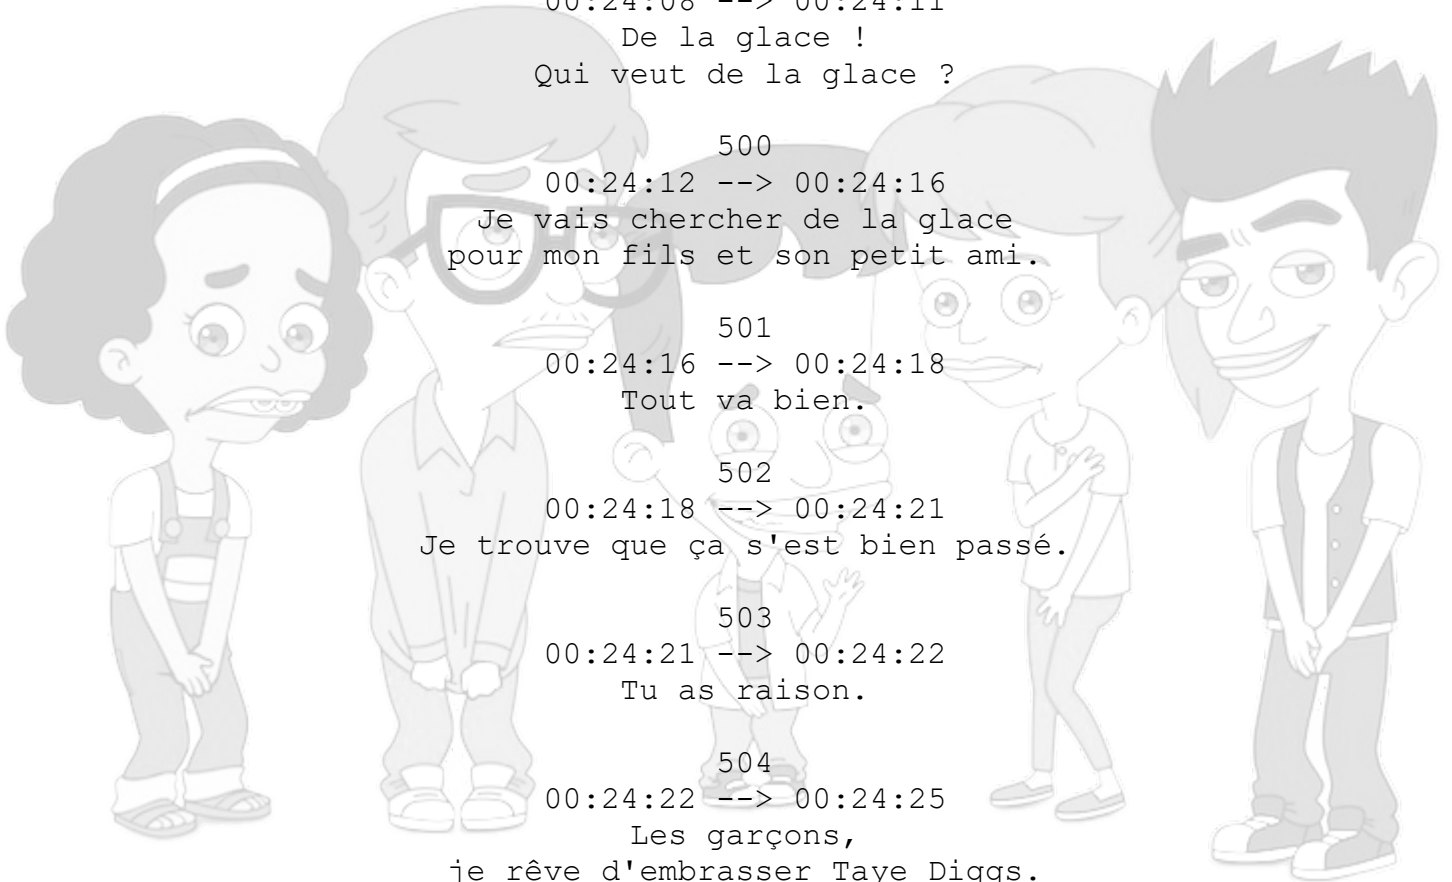 00:24:08 --> 00:24:11
De la glace !
Qui veut de la glace ?
500
00:24:12 --> 00:24:16
Je vais chercher de la glace
pour mon fils et son petit ami.
501
00:24:16 --> 00:24:18
Tout va bien.
502
00:24:18 --> 00:24:21
Je trouve que ça s'est bien passé.
503
00:24:21 --> 00:24:22
Tu as raison.
504
00:24:22 --> 00:24:25
Les garçons,
je rêve d'embrasser Taye Diggs.